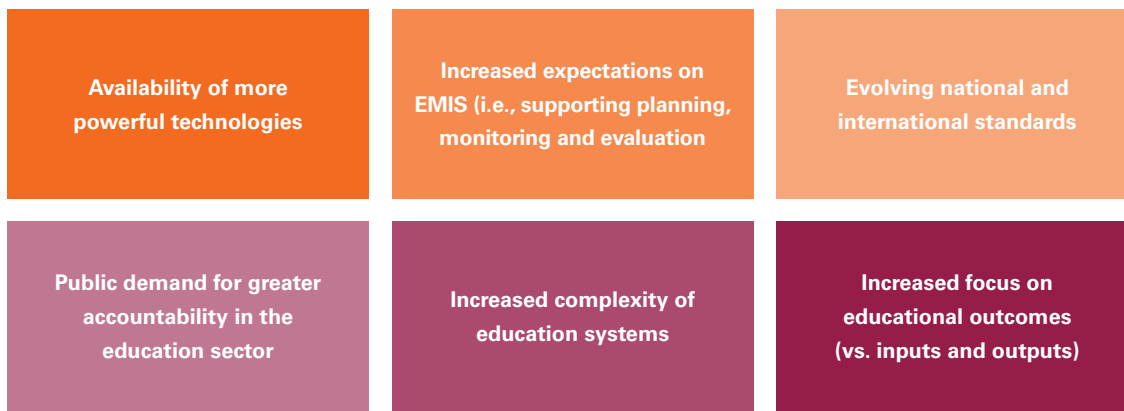 Availability of more
powerful technologies
Increased expectations on
EMIS (i.e., supporting planning,
monitoring and evaluation
Evolving national and
international standards
Public demand for greater
accountability in the
education sector
Increased complexity of
education systems
Increased focus on
educational outcomes
(vs. inputs and outputs)